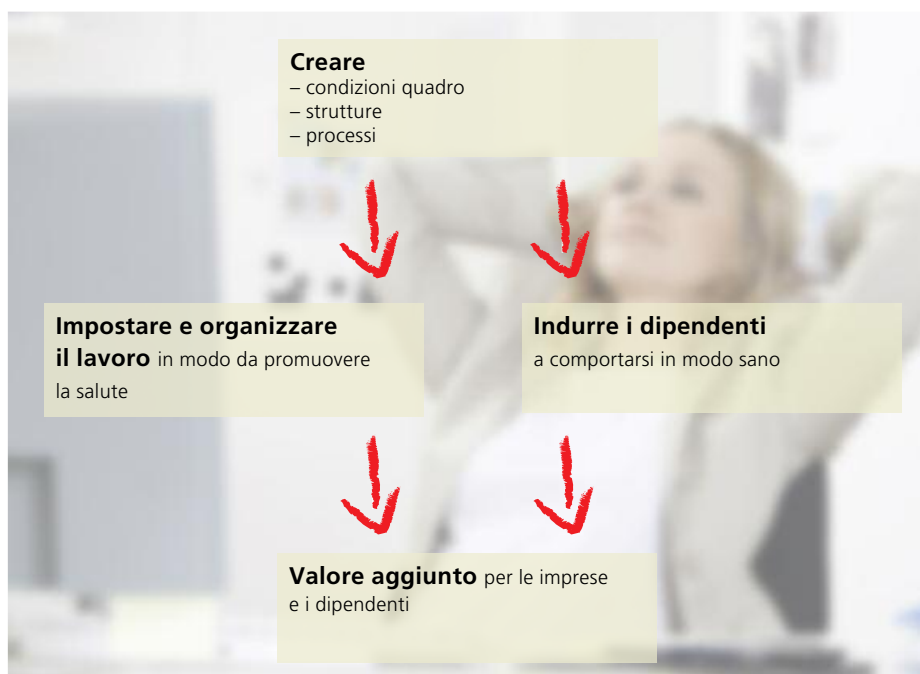 Creare
– condizioni quadro
– strutture
– processi
Impostare e organizzare
il lavoro in modo da promuovere
la salute
Indurre i dipendenti
a comportarsi in modo sano
Valore aggiunto per le imprese
e i dipendenti